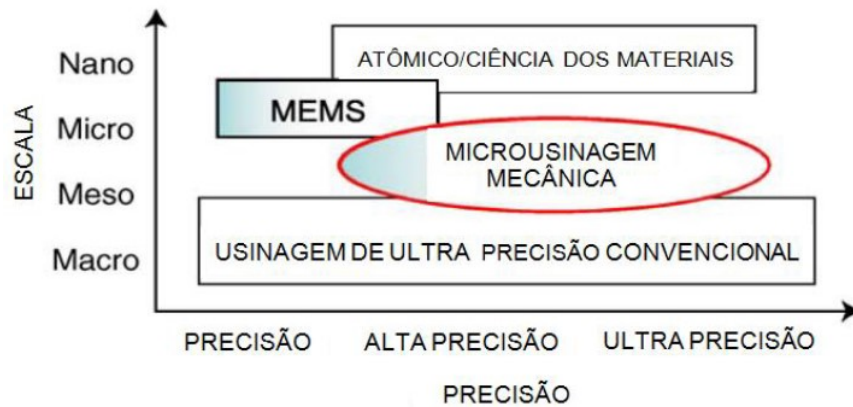 ESCALA
Nano
Micro
Meso
Macro
ATÔMICO/CIÊNCIA DOS MATERIAIS
MEMS
MICROUSINAGEM
MECÂNICA
USINAGEM DE ULTRA PRECISÃO CONVENCIONAL
PRECISÃO
ALTA PRECISÃO
ULTRA PRECISÃO
PRECISÃO